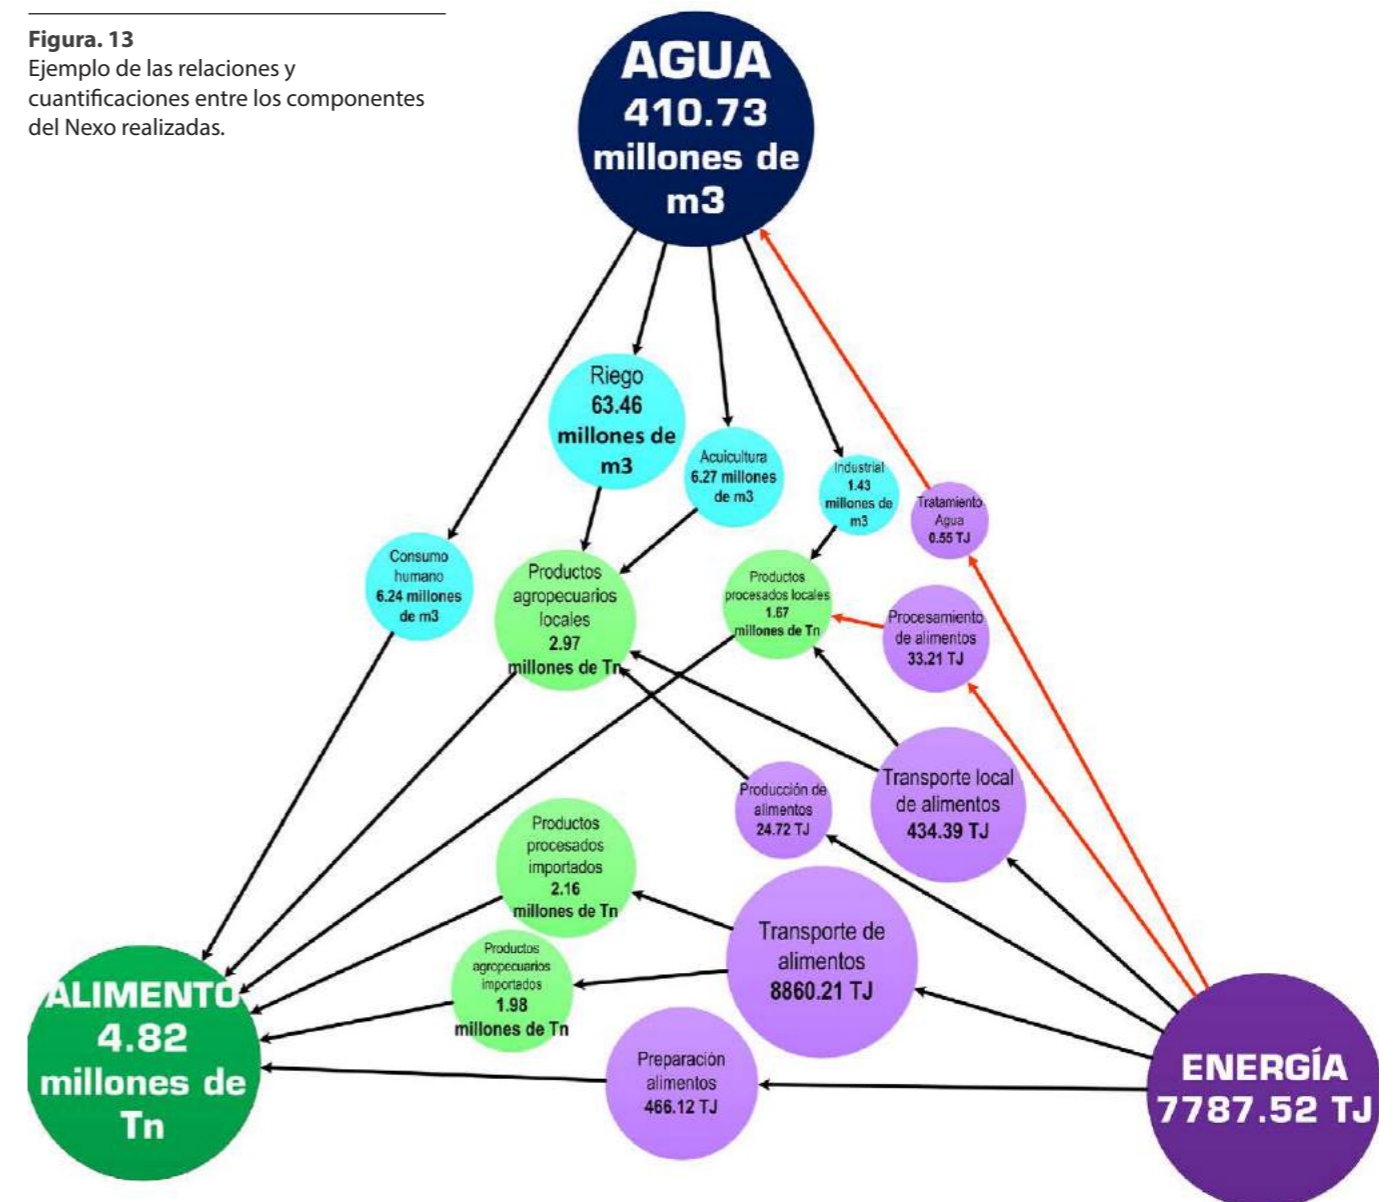 Figura. 13
Ejemplo de las relaciones y
cuantificaciones entre los componentes
del Nexo realizadas.
AGUA
410.73
millones de
m3
Riego
63.46
millones de
m3
Acuicultura
6.27 millones
de m3
Industrial
1.43
millones de
m3
Tratamiento
Agua
0.55 TJ
Consumo
humano
6.24 millones
de m3
Productos
agropecuarios
locales
2.97
millones de Tn
Productos
procesados locales
1.67
millones de Tn
Procesamiento
de alimentos
33.21 TJ
Transporte local
de alimentos
434.39 TJ
Producción de
alimentos
24.72 TJ
Productos
procesados
importados
2.16
millones de Tn
Transporte de
alimentos
8860.21 TJ
Productos
agropecuarios
importados
1.98
millones de Tn
Preparación
alimentos
466.12 TJ
ALIMENTO
4.82
millones de
Tn
ENERGÍA
7787.52 TJ